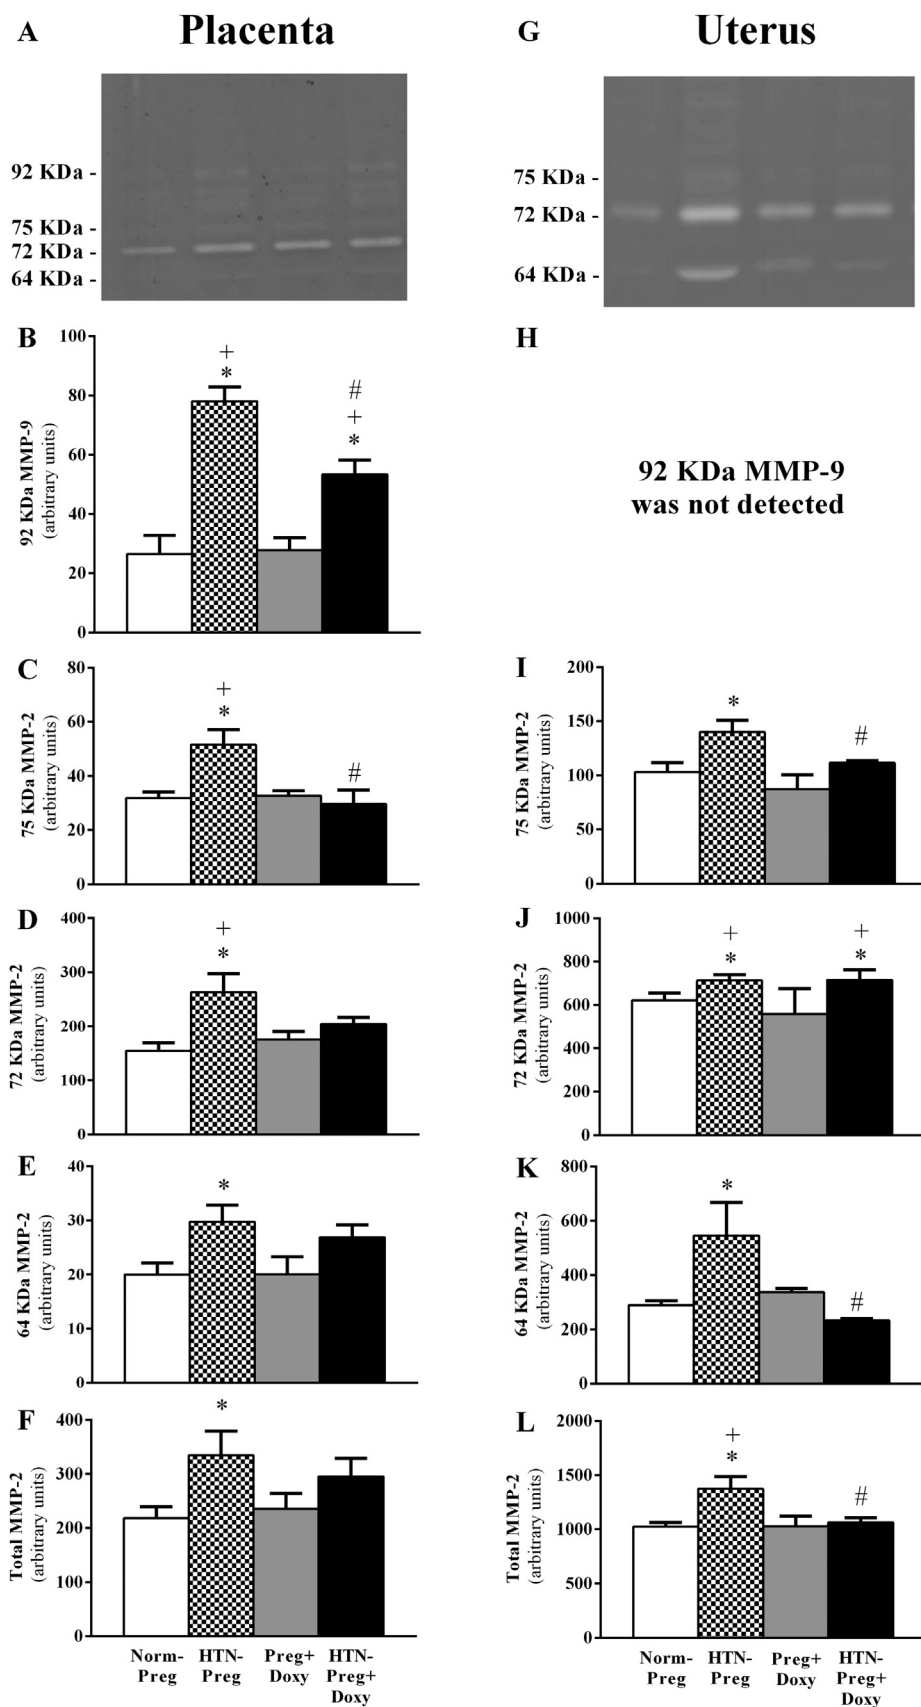 A Placenta
92 KDa -
75 KDa -
72 KDa -
64 KDa -
G Uterus
75 KDa -
72 KDa -
64 KDa -
B
92 KDa MMP-9
(arbitrary units)
100
80
60
40
20
0
+
*
#
+
*
H
92 KDa MMP-9
was not detected
C
75 KDa MMP-2
(arbitrary units)
80
60
40
20
0
+
*
#
I
75 KDa MMP-2
(arbitrary units)
200
150
100
50
0
*
#
D
72 KDa MMP-2
(arbitrary units)
400
300
200
100
0
+
*
J
72 KDa MMP-2
(arbitrary units)
1000
800
600
400
200
0
+
*
+
*
E
64 KDa MMP-2
(arbitrary units)
40
30
20
10
0
*
K
64 KDa MMP-2
(arbitrary units)
800
600
400
200
0
*
#
F
Total MMP-2
(arbitrary units)
400
300
200
100
0
*
Norm-
Preg
HTN-
Preg
Preg+
Doxy
HTN-
Preg+
Doxy
L
Total MMP-2
(arbitrary units)
2000
1500
1000
500
0
+
*
#
Norm-
Preg
HTN-
Preg
Preg+
Doxy
HTN-
Preg+
Doxy